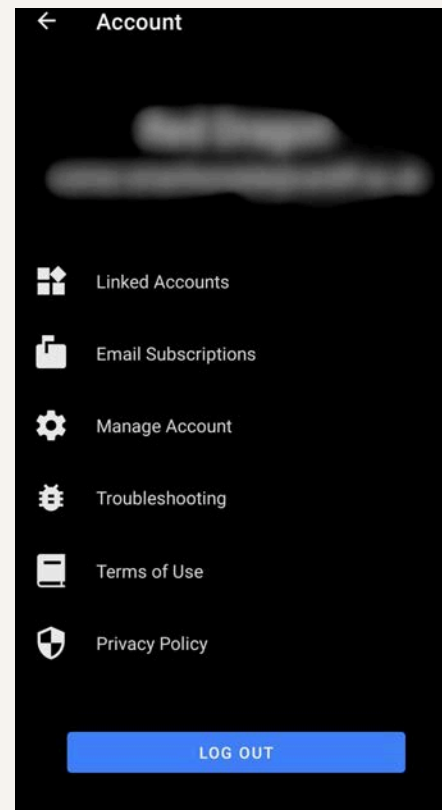 Account
Linked Accounts
Email Subscriptions
Manage Account
Troubleshooting
Terms of Use
Privacy Policy
LOG OUT